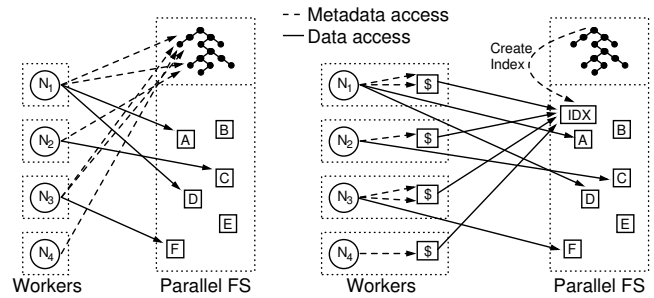 Metadata access
Data access
Create
Index
N1
N2
N3
N4
A
B
C
D
E
F
Workers
Parallel FS
N1
N2
N3
N4
$
$
$
$
IDX
A
B
C
D
E
F
Workers
Parallel FS